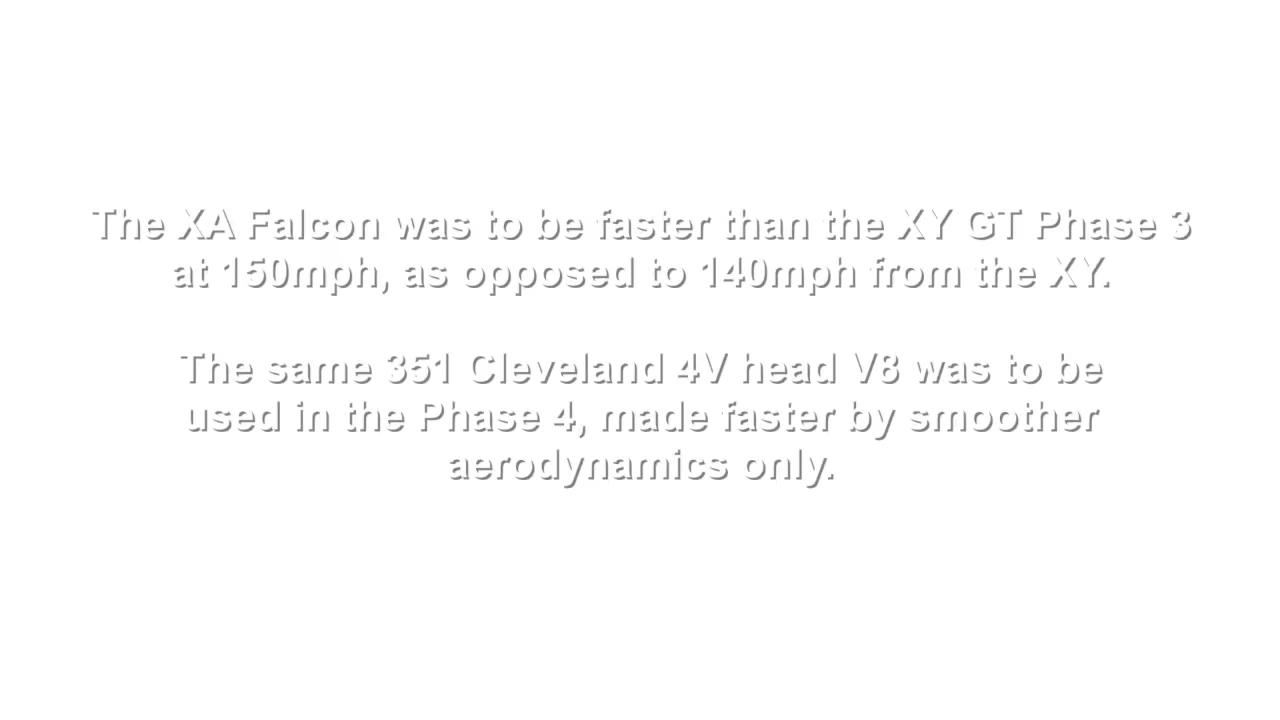 The XA Falcon was to be faster than the XY GT Phase 3
at 150mph, as opposed to 140mph from the XY.
The same 351 Cleveland 4V head V8 was to be
used in the Phase 4, made faster by smoother
aerodynamics only.